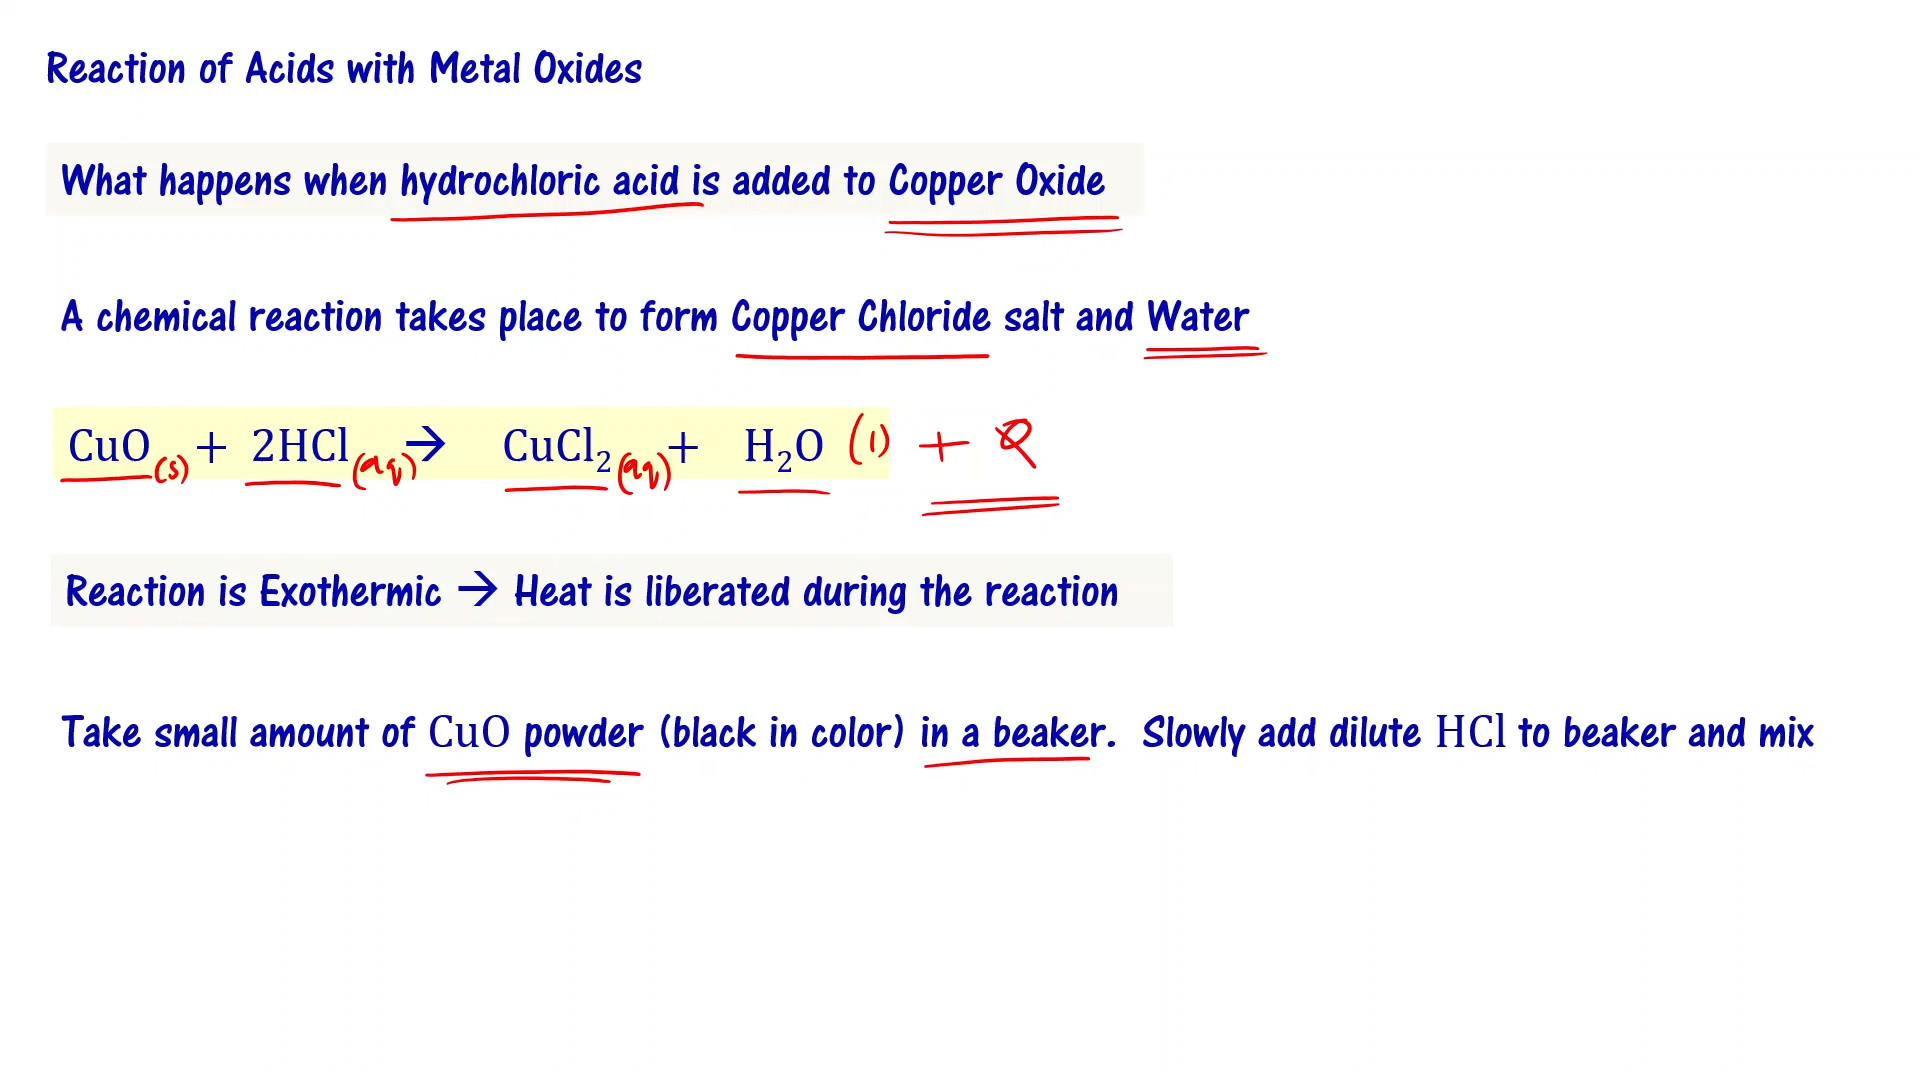 Reaction of Acids with Metal Oxides
What happens when hydrochloric acid is added to Copper Oxide
A chemical reaction takes place to form Copper Chloride salt and Water
CuO(s) + 2HCl(aq) → CuCl₂(aq) + H₂O (l) + Q
Reaction is Exothermic → Heat is liberated during the reaction
Take small amount of CuO powder (black in color) in a beaker. Slowly add dilute HCl to beaker and mix